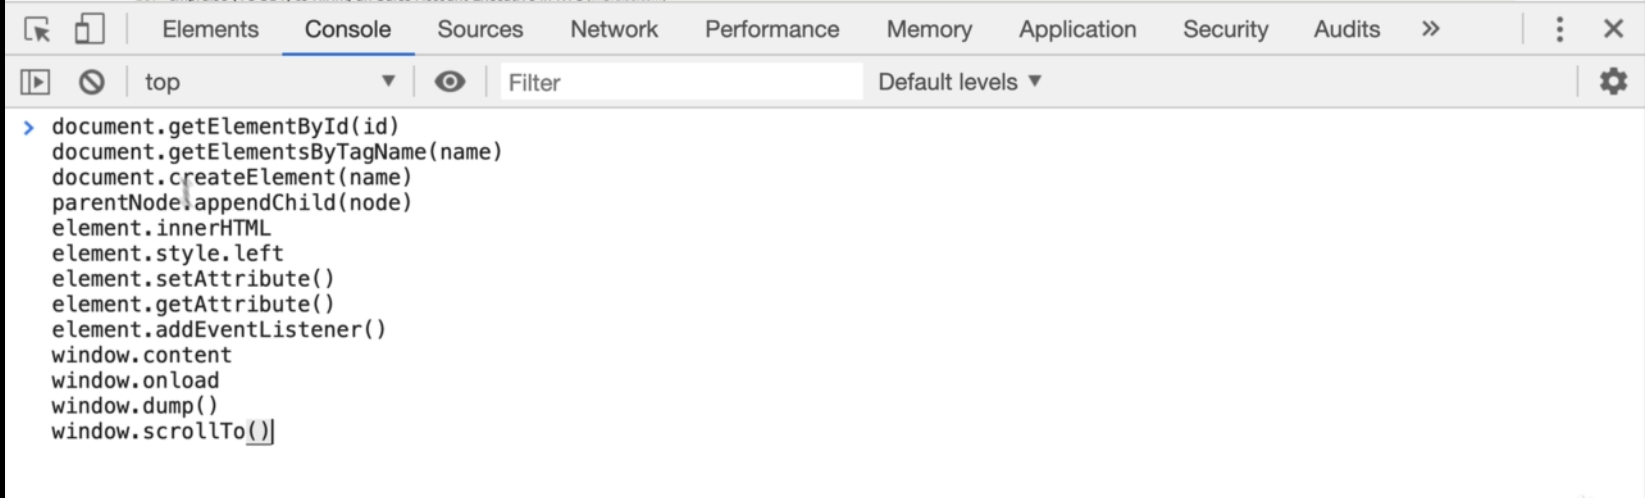 Elements Console Sources Network Performance Memory Application Security Audits »
top ▼ Filter Default levels ▼
> document.getElementById(id)
document.getElementsByTagName(name)
document.createElement(name)
parentNode.appendChild(node)
element.innerHTML
element.style.left
element.setAttribute()
element.getAttribute()
element.addEventListener()
window.content
window.onload
window.dump()
window.scrollTo()